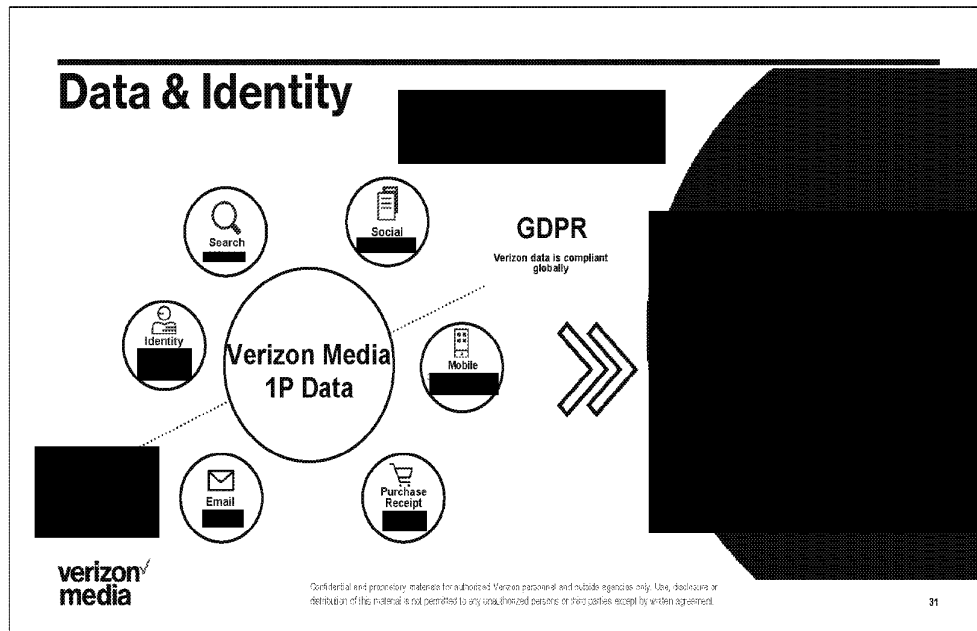 Data & Identity
Search
Social
GDPR
Verizon data is compliant
globally
Identity
Verizon Media
1P Data
Mobile
Email
Purchase
Receipt
verizon✓
media
Confidential and proprietary materials for authorized Verizon personnel and outside agencies only. Use, disclosure or
distribution of this material is not permitted to any unauthorized persons or third parties except by written agreement.
31